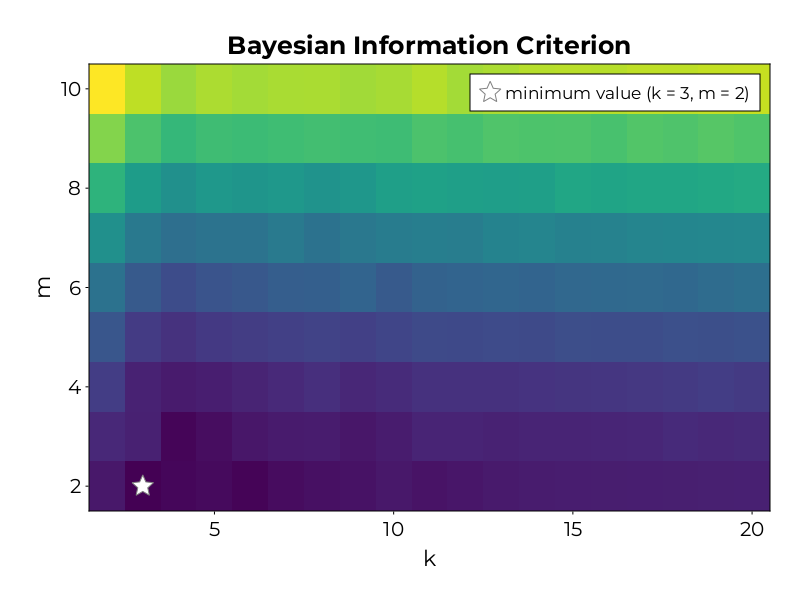 Bayesian Information Criterion
minimum value (k = 3, m = 2)
10
8
6
4
2
m
5
10
15
20
k